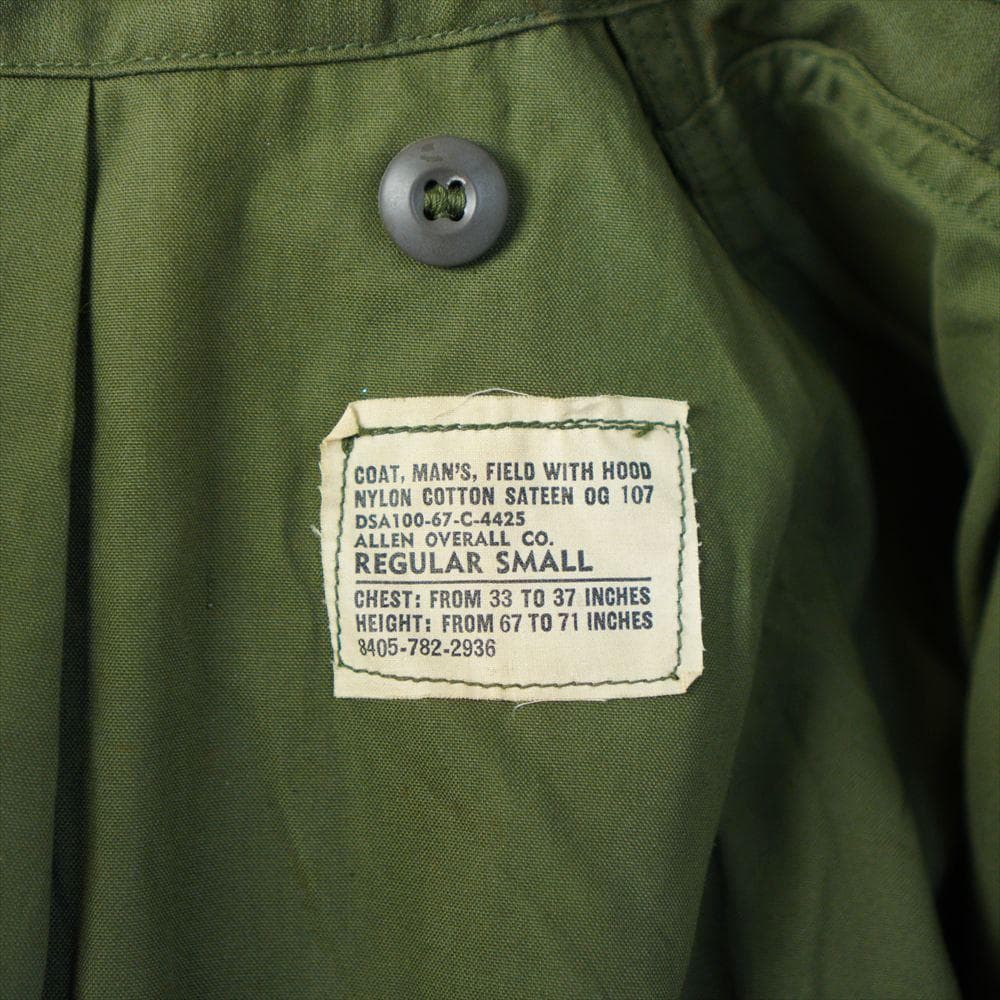 COAT, MAN'S, FIELD WITH HOOD
NYLON COTTON SATEEN OG 107
DSA100-67-C-4425
ALLEN OVERALL CO.
REGULAR SMALL
CHEST: FROM 33 TO 37 INCHES
HEIGHT: FROM 67 TO 71 INCHES
8405-782-2936